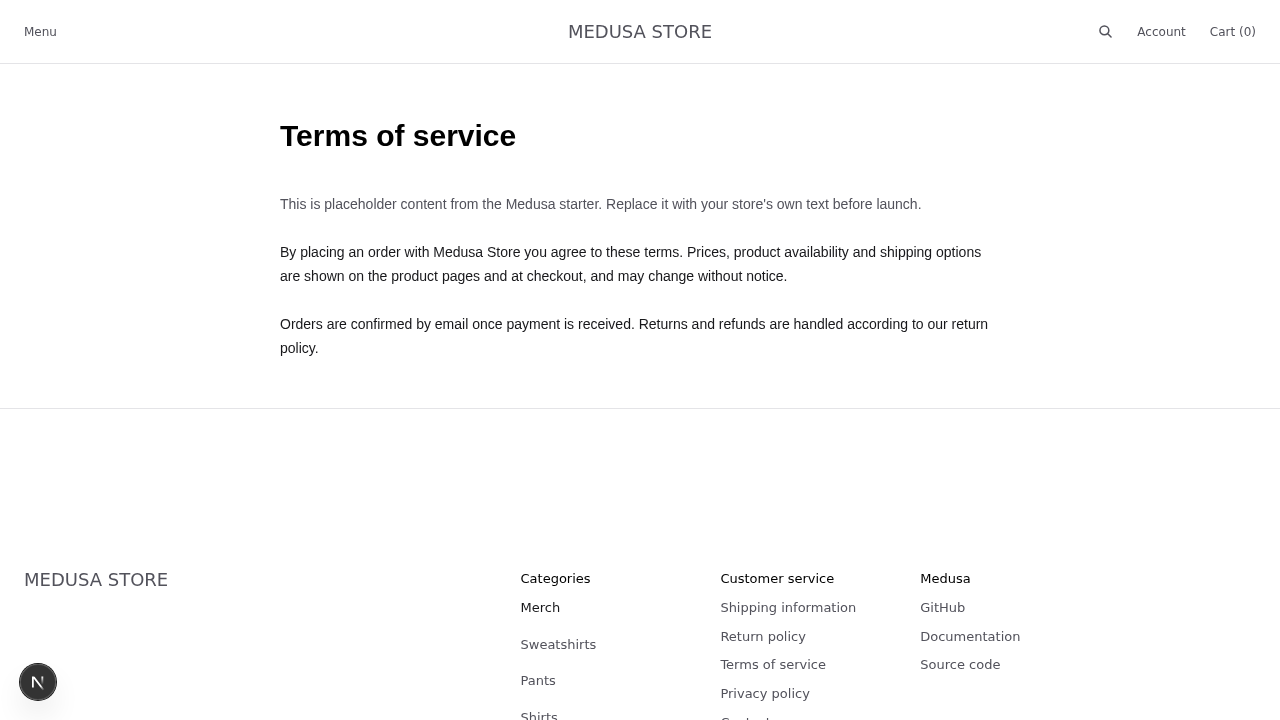 Menu
MEDUSA STORE
Account
Cart (0)
Terms of service
This is placeholder content from the Medusa starter. Replace it with your store's own text before launch.
By placing an order with Medusa Store you agree to these terms. Prices, product availability and shipping options
are shown on the product pages and at checkout, and may change without notice.
Orders are confirmed by email once payment is received. Returns and refunds are handled according to our return
policy.
MEDUSA STORE
Categories
Merch
Sweatshirts
Pants
Shirts
Customer service
Shipping information
Return policy
Terms of service
Privacy policy
Medusa
GitHub
Documentation
Source code
N